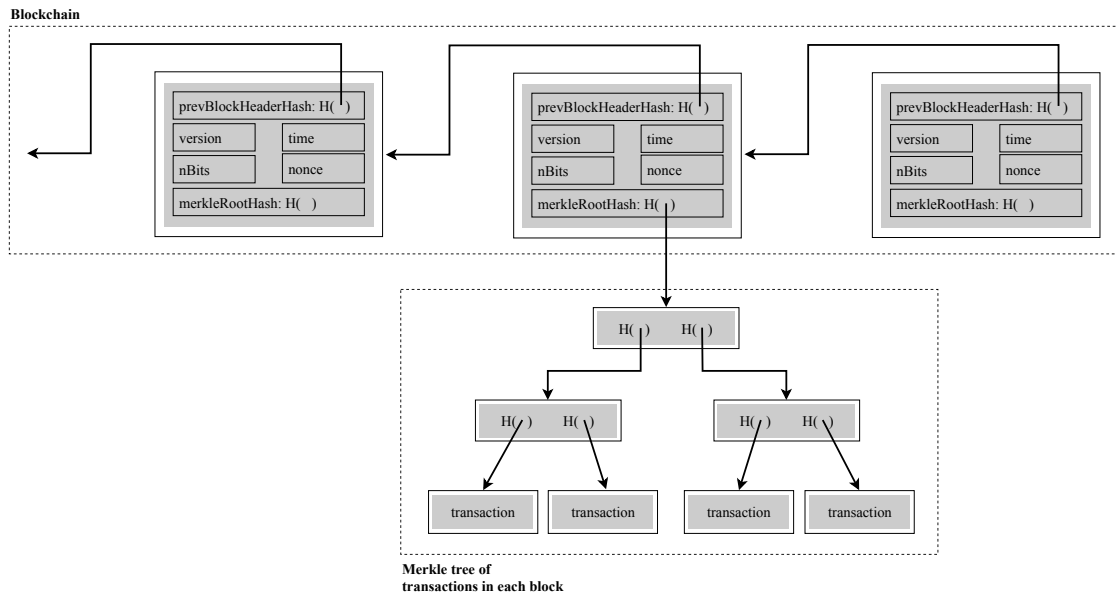 Blockchain
prevBlockHeaderHash: H( )
version
time
nBits
nonce
merkleRootHash: H( )
prevBlockHeaderHash: H( )
version
time
nBits
nonce
merkleRootHash: H( )
prevBlockHeaderHash: H( )
version
time
nBits
nonce
merkleRootHash: H( )
H( ) H( )
H( ) H( )
H( ) H( )
transaction
transaction
transaction
transaction
Merkle tree of
transactions in each block